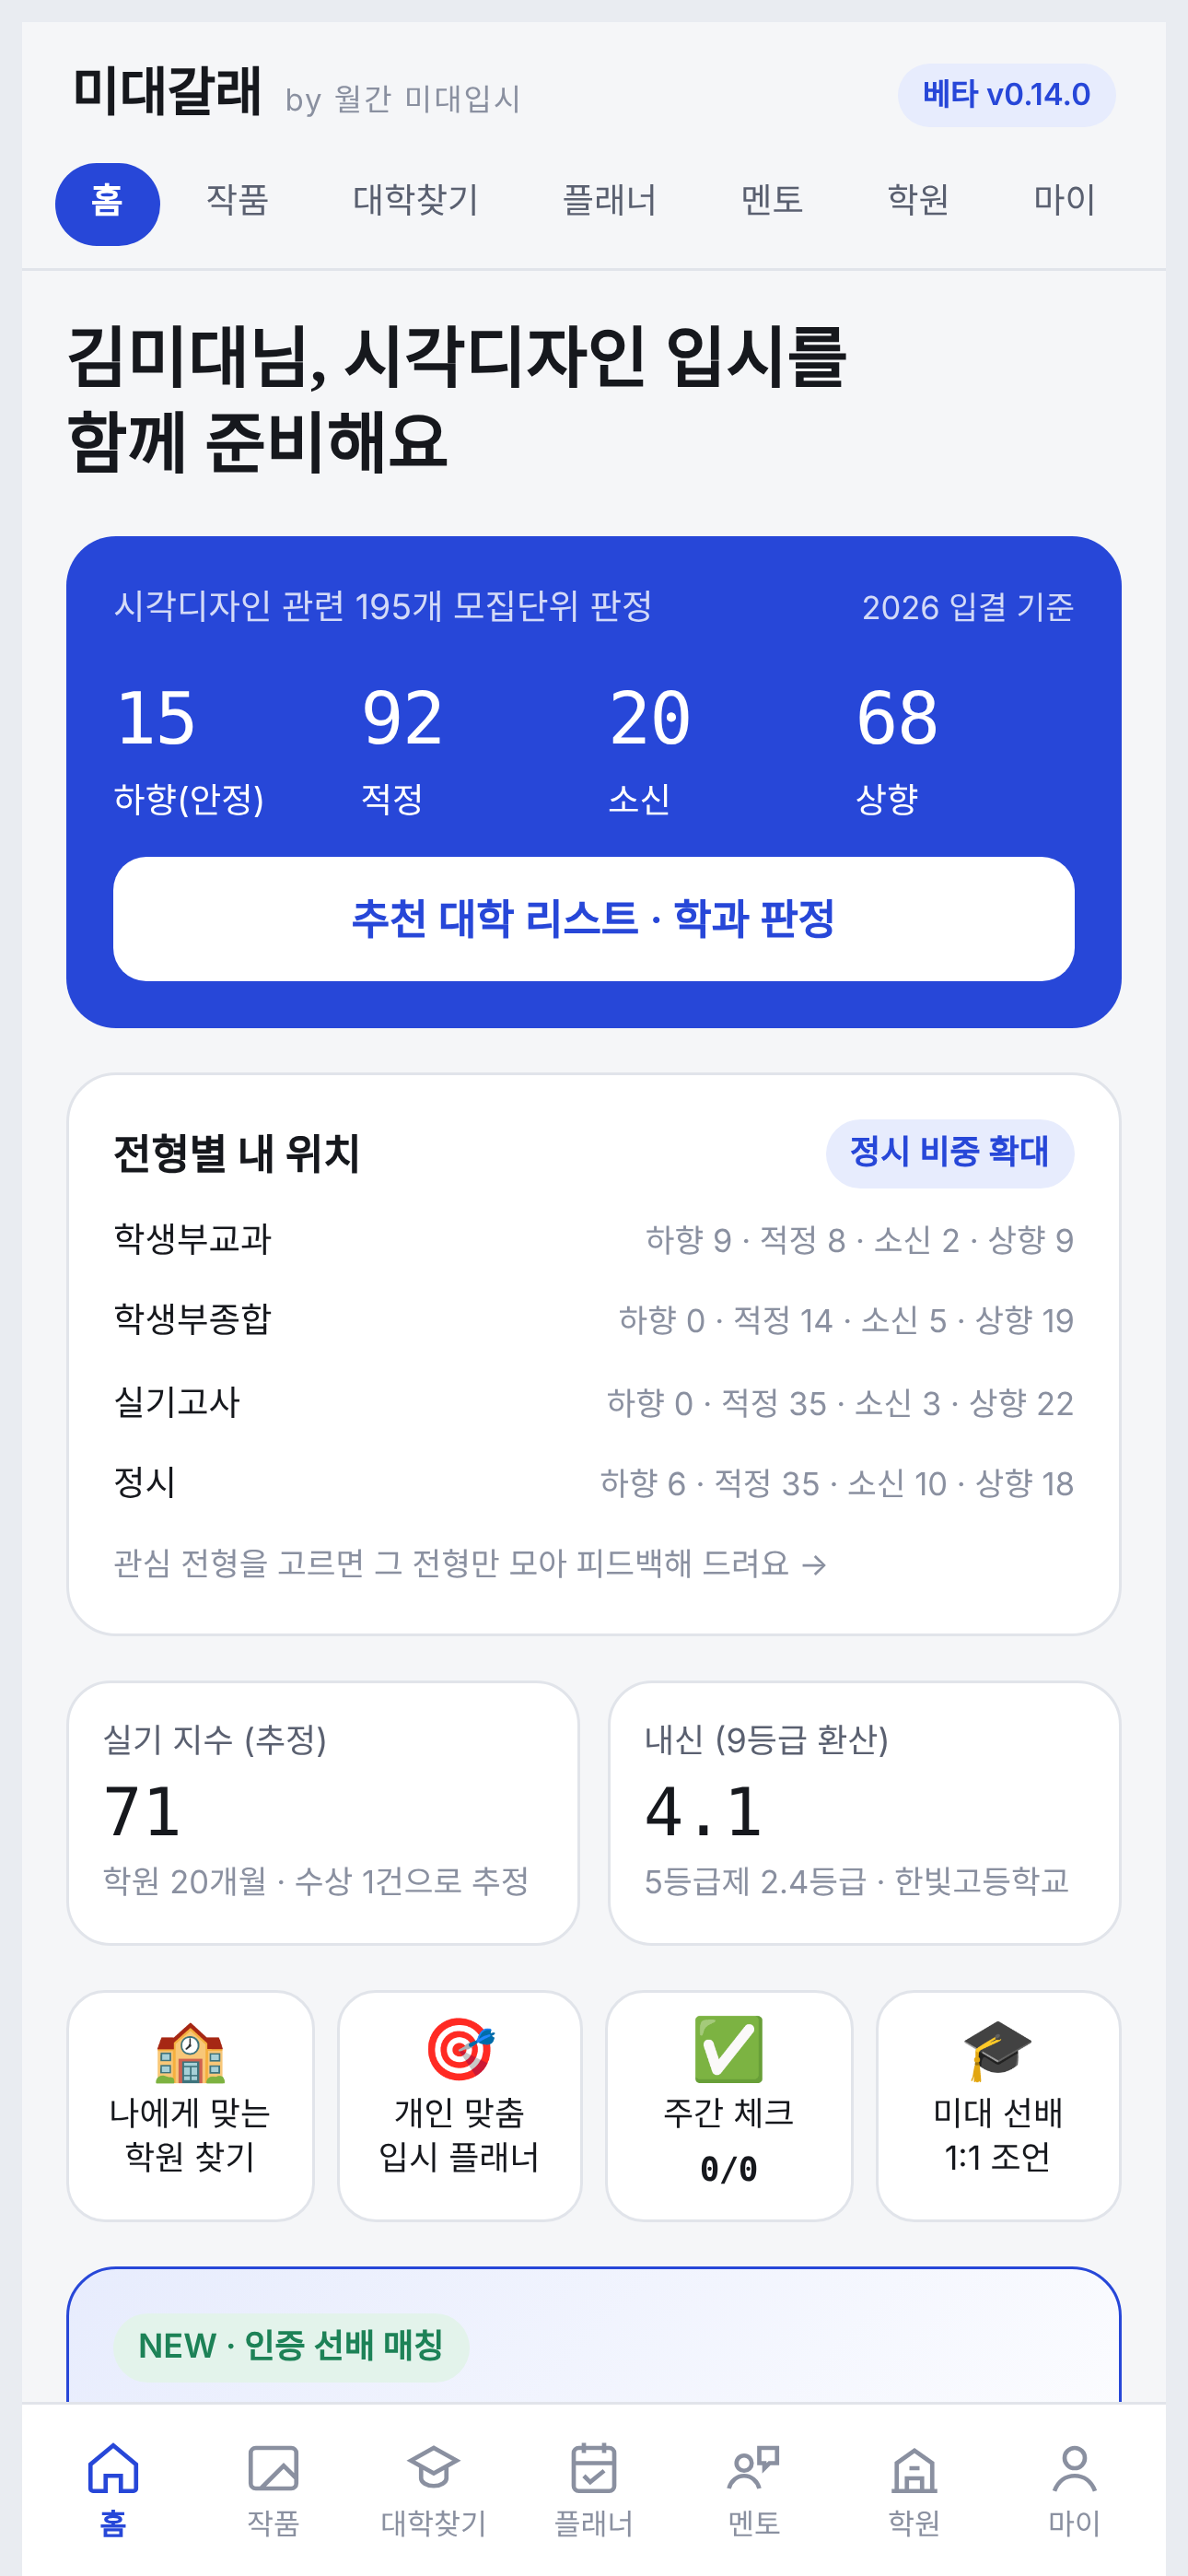 미대갈래 by 월간 미대입시 베타 v0.14.0
홈 작품 대학찾기 플래너 멘토 학원 마이
김미대님, 시각디자인 입시를
함께 준비해요
시각디자인 관련 195개 모집단위 판정 2026 입결 기준
15 92 20 68
하향(안정) 적정 소신 상향
추천 대학 리스트 · 학과 판정
전형별 내 위치 정시 비중 확대
학생부교과 하향 9 · 적정 8 · 소신 2 · 상향 9
학생부종합 하향 0 · 적정 14 · 소신 5 · 상향 19
실기고사 하향 0 · 적정 35 · 소신 3 · 상향 22
정시 하향 6 · 적정 35 · 소신 10 · 상향 18
관심 전형을 고르면 그 전형만 모아 피드백해 드려요 →
실기 지수 (추정)
71
학원 20개월 · 수상 1건으로 추정
내신 (9등급 환산)
4.1
5등급제 2.4등급 · 한빛고등학교
나에게 맞는
학원 찾기
개인 맞춤
입시 플래너
주간 체크
0/0
미대 선배
1:1 조언
NEW · 인증 선배 매칭
홈 작품 대학찾기 플래너 멘토 학원 마이